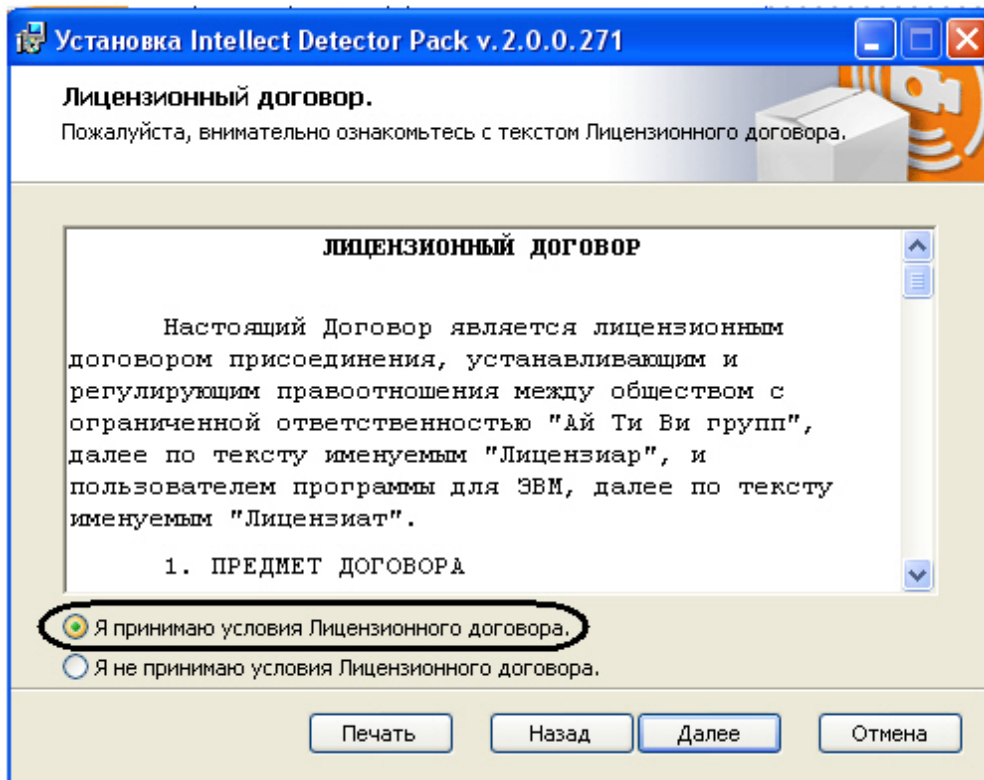 Установка Intellect Detector Pack v.2.0.0.271
Лицензионный договор.
Пожалуйста, внимательно ознакомьтесь с текстом Лицензионного договора.
ЛИЦЕНЗИОННЫЙ ДОГОВОР
Настоящий Договор является лицензионным
договором присоединения, устанавливающим и
регулирующим правоотношения между обществом с
ограниченной ответственностью "Ай Ти Ви групп",
далее по тексту именуемым "Лицензиар", и
пользователем программы для ЭВМ, далее по тексту
именуемым "Лицензиат".
1. ПРЕДМЕТ ДОГОВОРА
Я принимаю условия Лицензионного договора.
Я не принимаю условия Лицензионного договора.
Печать Назад Далее Отмена